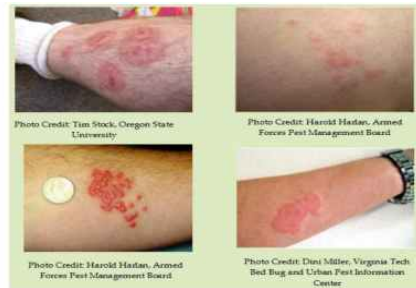 Photo Credit: Tim Stock, Oregon State
University
Photo Credit: Harold Harlan, Armed
Forces Pest Management Board
Photo Credit: Harold Harlan, Armed
Forces Pest Management Board
Photo Credit: Dini Miller, Virginia Tech
Bed Bug and Urban Pest Information
Center